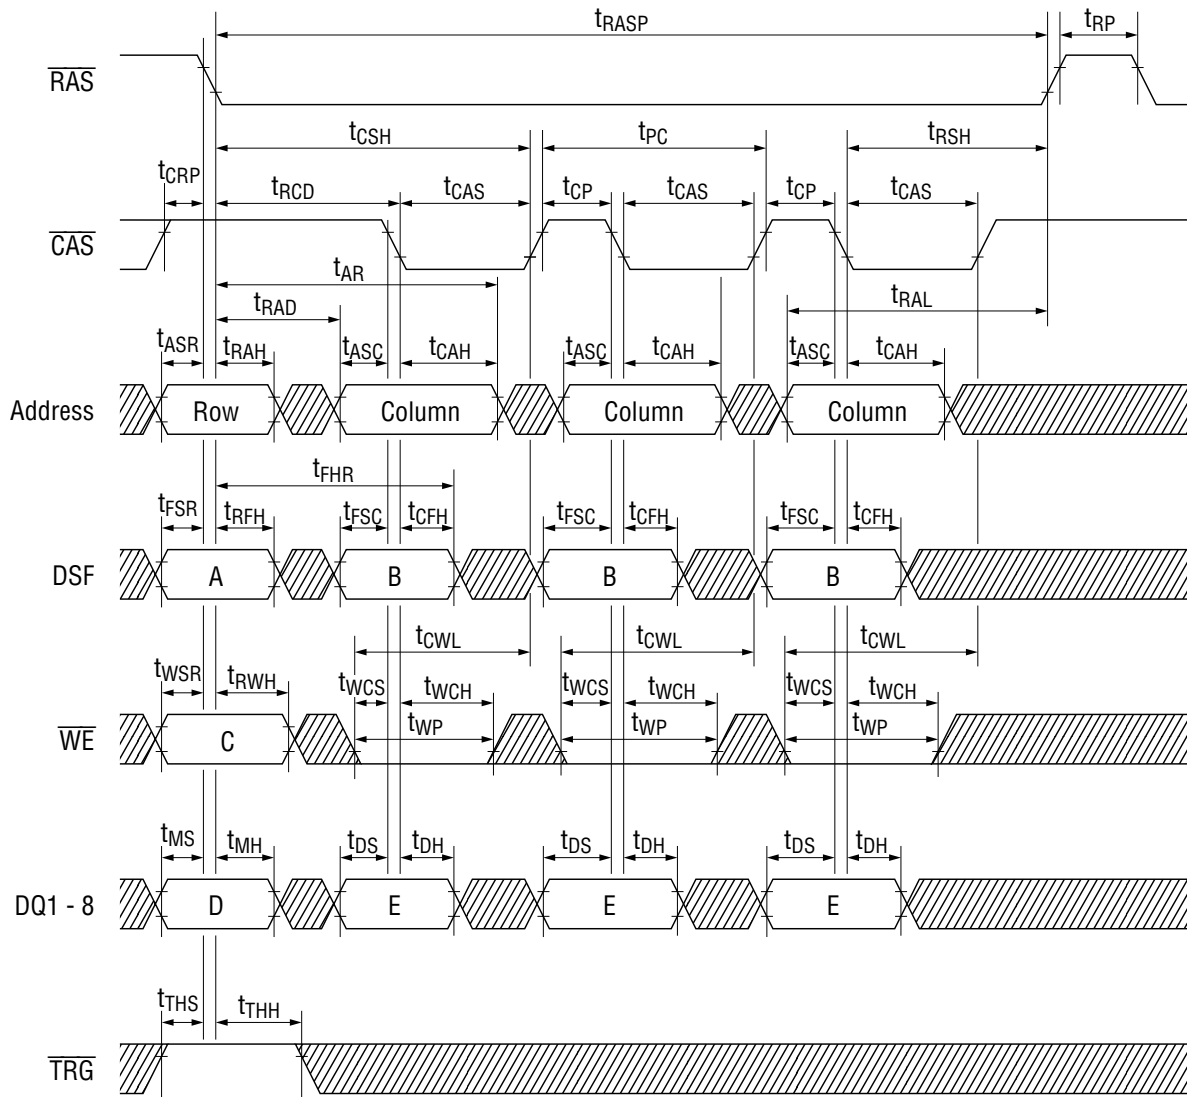 tRASP tRP
RAS
tCSH tPC tRSH
tCRP tRCD tCAS tCP tCAS tCP tCAS
CAS
tAR
tRAD tRAL
tASR tRAH tASC tCAH tASC tCAH tASC tCAH
Address Row Column Column Column
tFHR
tFSR tRFH tFSC tCFH tFSC tCFH tFSC tCFH
DSF A B B B
tCWL tCWL tCWL
tWSR tRWH tWCS tWCH tWCS tWCH tWCS tWCH
tWP tWP tWP
WE C
tMS tMH tDS tDH tDS tDH tDS tDH
DQ1 - 8 D E E E
tTHS tTHH
TRG